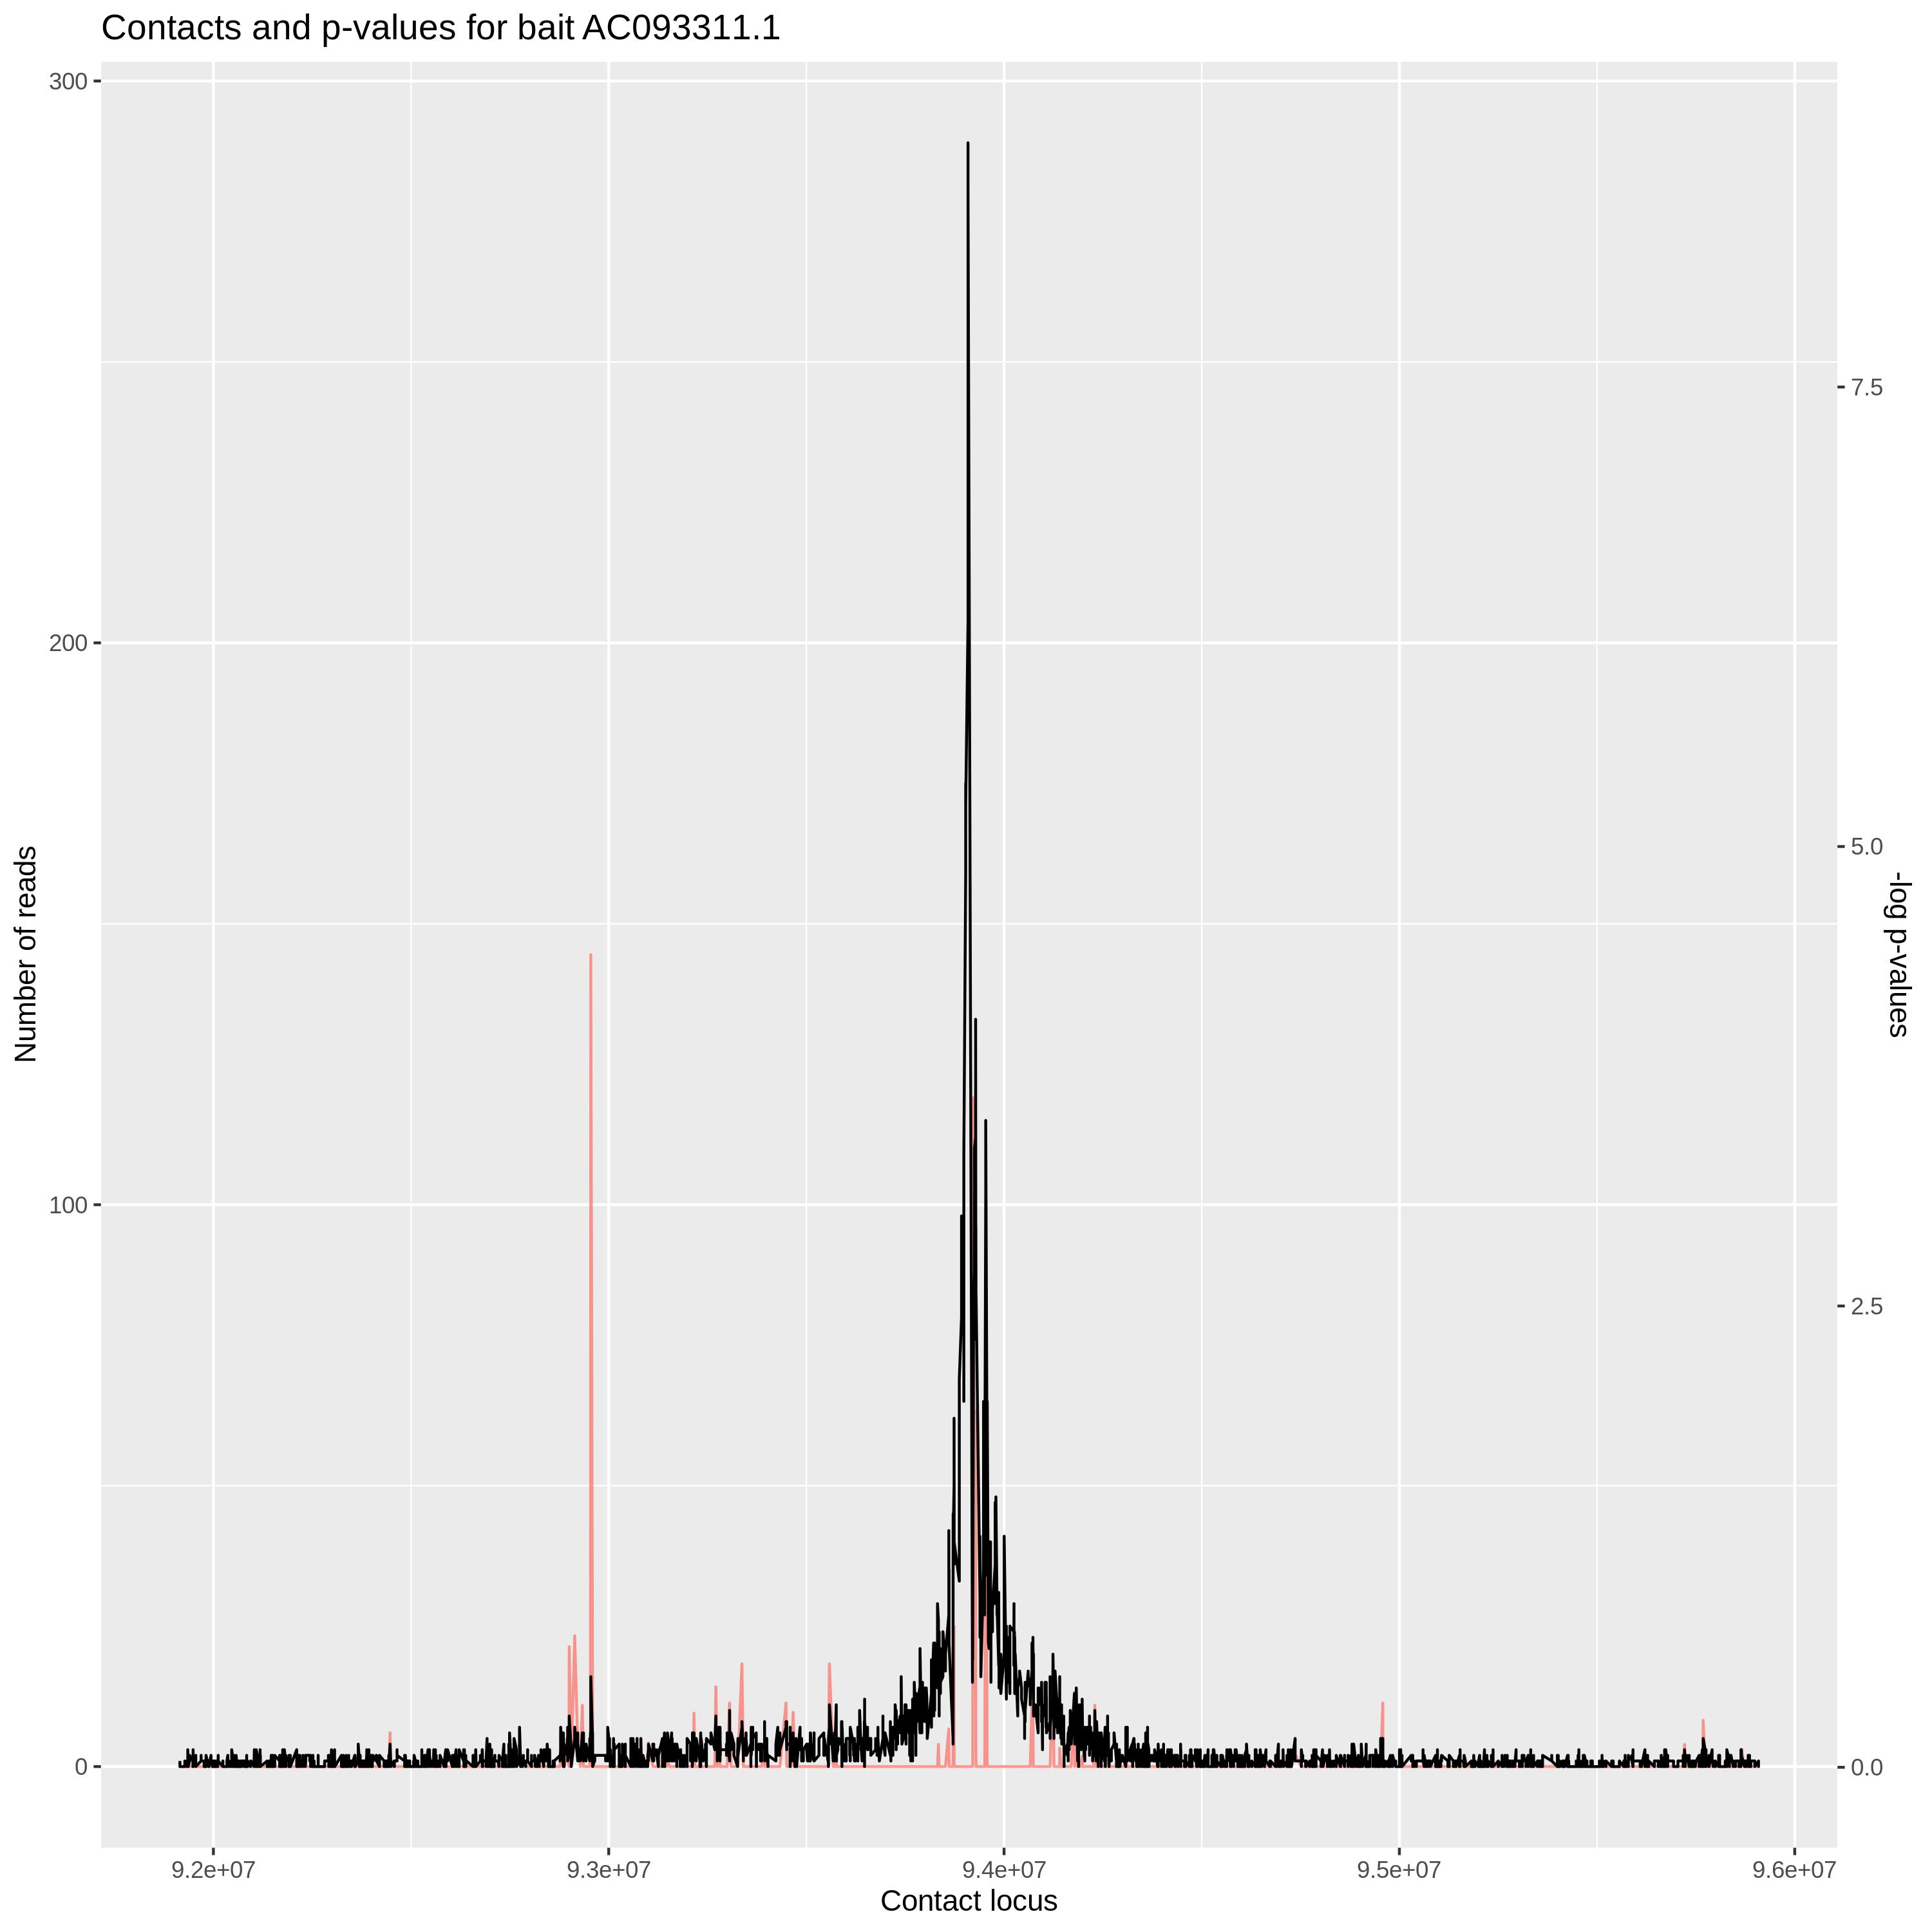 Contacts and p-values for bait AC093311.1
300
200
100
0
Number of reads
7.5
5.0
2.5
0.0
-log p-values
9.2e+07 9.3e+07 9.4e+07 9.5e+07 9.6e+07
Contact locus